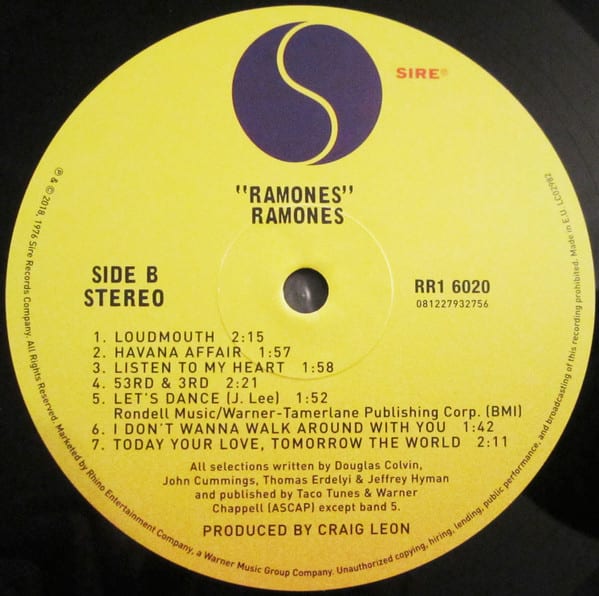 SIRE®
"RAMONES"
RAMONES
SIDE B
STEREO
RR1 6020
081227932756
1. LOUDMOUTH 2:15
2. HAVANA AFFAIR 1:57
3. LISTEN TO MY HEART 1:58
4. 53RD & 3RD 2:21
5. LET'S DANCE (J. Lee) 1:52
Rondell Music/Warner-Tamerlane Publishing Corp. (BMI)
6. I DON'T WANNA WALK AROUND WITH YOU 1:42
7. TODAY YOUR LOVE, TOMORROW THE WORLD 2:11
All selections written by Douglas Colvin,
John Cummings, Thomas Erdelyi & Jeffrey Hyman
and published by Taco Tunes & Warner
Chappell (ASCAP) except band 5.
PRODUCED BY CRAIG LEON
℗ & © 2018, 1976 Sire Records Company. All Rights Reserved. Marketed by Rhino Entertainment Company, a Warner Music Group Company. Unauthorized copying, hiring, lending, public performance, and broadcasting of this recording prohibited. Made in E.U. LC02982